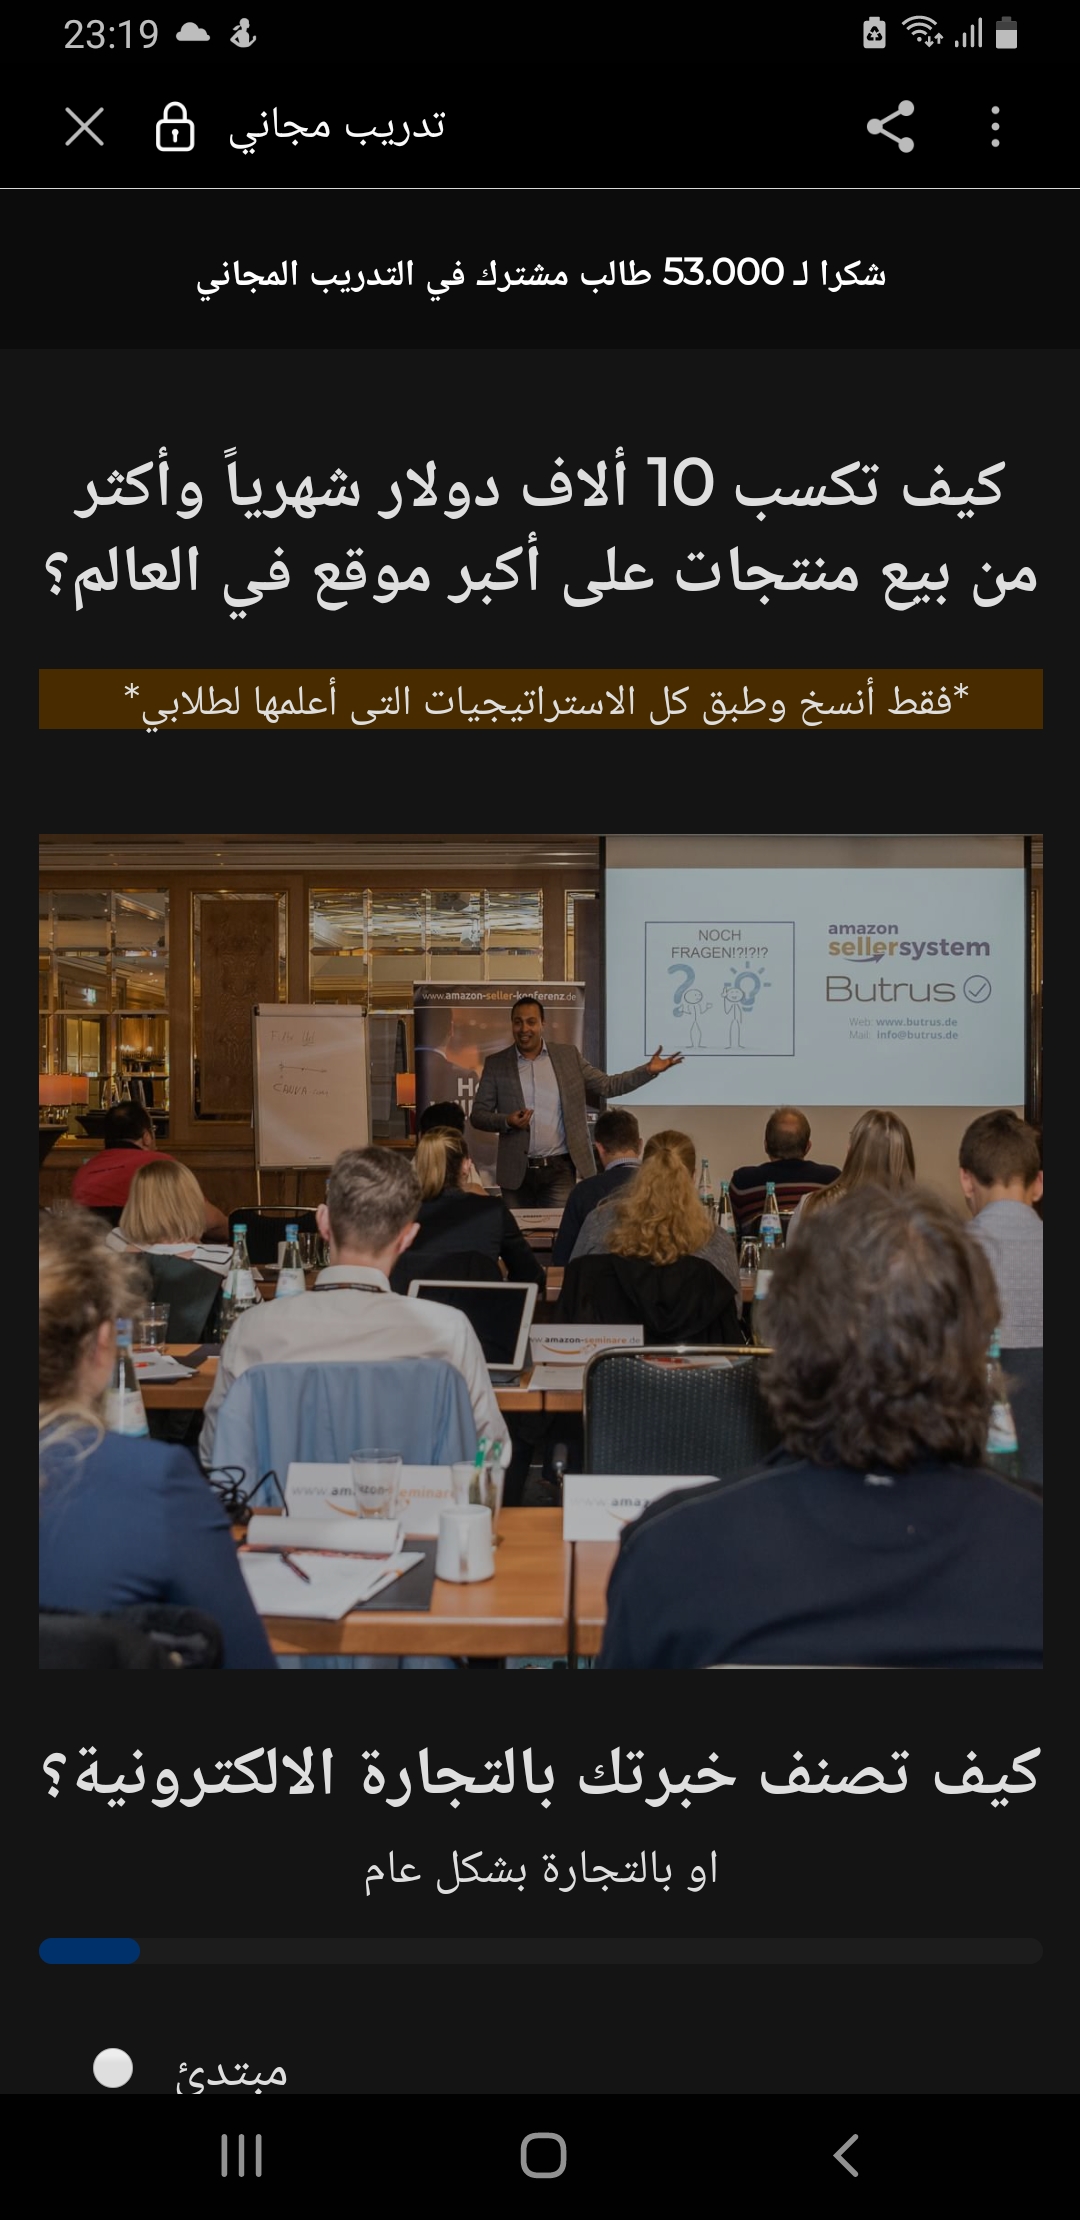 23:19
تدريب مجاني
شكرا لـ 53.000 طالب مشترك في التدريب المجاني
كيف تكسب 10 ألاف دولار شهرياً وأكثر
من بيع منتجات على أكبر موقع في العالم؟
*فقط أنسخ وطبق كل الاستراتيجيات التى أعلمها لطلابي*
NOCH
FRAGEN!?!?!?
amazon
sellersystem
Butrus
Web: www.butrus.de
Mail: info@butrus.de
www.amazon-seller-konferenz.de
www.amazon-seminare.de
كيف تصنف خبرتك بالتجارة الالكترونية؟
او بالتجارة بشكل عام
مبتدئ